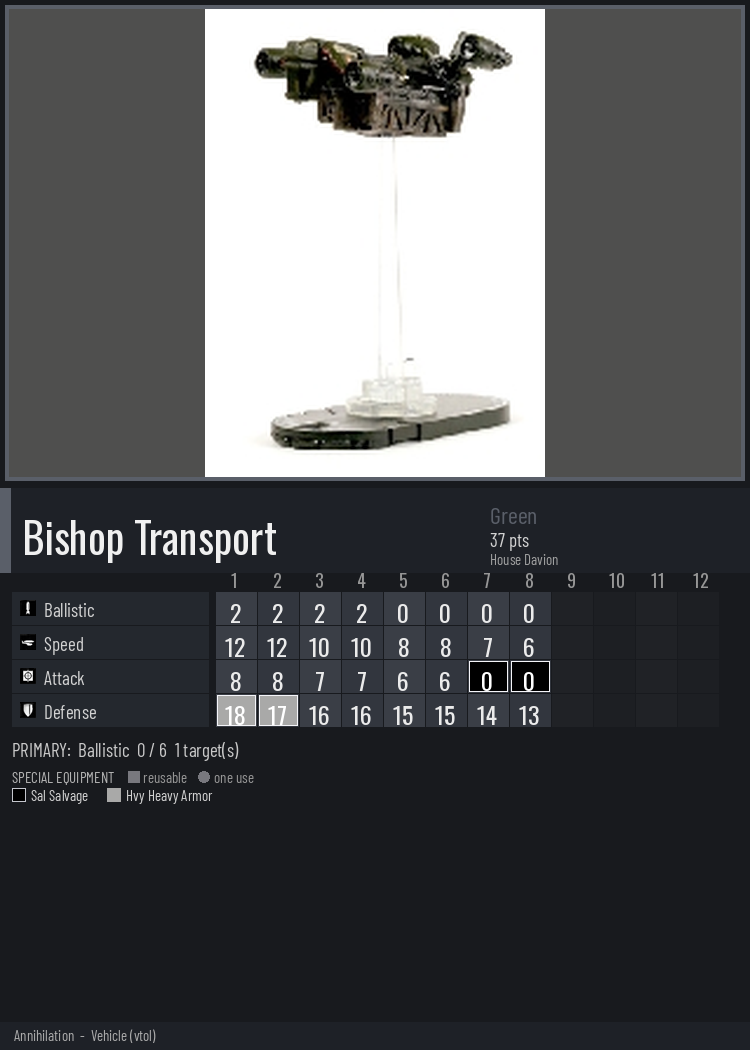 Bishop Transport
Green
37 pts
House Davion
1 2 3 4 5 6 7 8 9 10 11 12
Ballistic 2 2 2 2 0 0 0 0
Speed 12 12 10 10 8 8 7 6
Attack 8 8 7 7 6 6 0 0
Defense 18 17 16 16 15 15 14 13
PRIMARY: Ballistic 0 / 6 1 target(s)
SPECIAL EQUIPMENT reusable one use
Sal Salvage Hvy Heavy Armor
Annihilation - Vehicle (vtol)